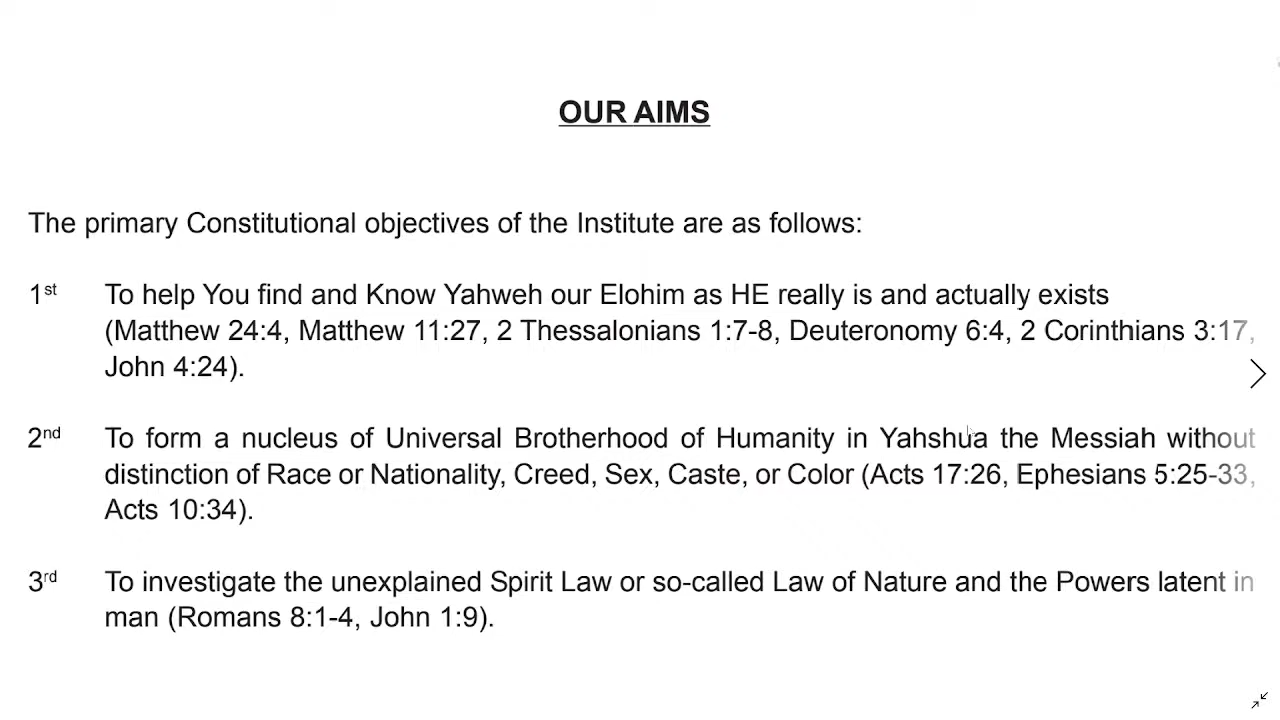 OUR AIMS
The primary Constitutional objectives of the Institute are as follows:
1st To help You find and Know Yahweh our Elohim as HE really is and actually exists
(Matthew 24:4, Matthew 11:27, 2 Thessalonians 1:7-8, Deuteronomy 6:4, 2 Corinthians 3:17,
John 4:24).
2nd To form a nucleus of Universal Brotherhood of Humanity in Yahshua the Messiah without
distinction of Race or Nationality, Creed, Sex, Caste, or Color (Acts 17:26, Ephesians 5:25-33,
Acts 10:34).
3rd To investigate the unexplained Spirit Law or so-called Law of Nature and the Powers latent in
man (Romans 8:1-4, John 1:9).